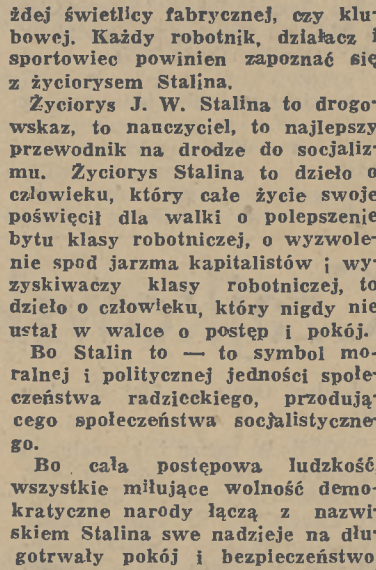 żdej świetlicy fabrycznej, czy klu-
bowej. Każdy robotnik, działacz i
sportowiec powinien zapoznać się
z życiorysem Stalina.
Życiorys J. W. Stalina to drogo-
wskaz, to nauczyciel, to najlepszy
przewodnik na drodze do socjaliz-
mu. Życiorys Stalina to dzieło o
człowieku, który całe życie swoje
poświęcił dla walki o polepszenie
bytu klasy robotniczej, o wyzwole-
nie spod jarzma kapitalistów i wy-
zyskiwaczy klasy robotniczej, to
dzieło o człowieku, który nigdy nie
ustał w walce o postęp i pokój.
Bo Stalin to — to symbol mo-
ralnej i politycznej jedności społe-
czeństwa radzieckiego, przodują-
cego społeczeństwa socjalistyczne-
go.
Bo cała postępowa ludzkość
wszystkie miłujące wolność demo-
kratyczne narody łączą z nazwi-
skiem Stalina swe nadzieje na dłu-
gotrwały pokój i bezpieczeństwo